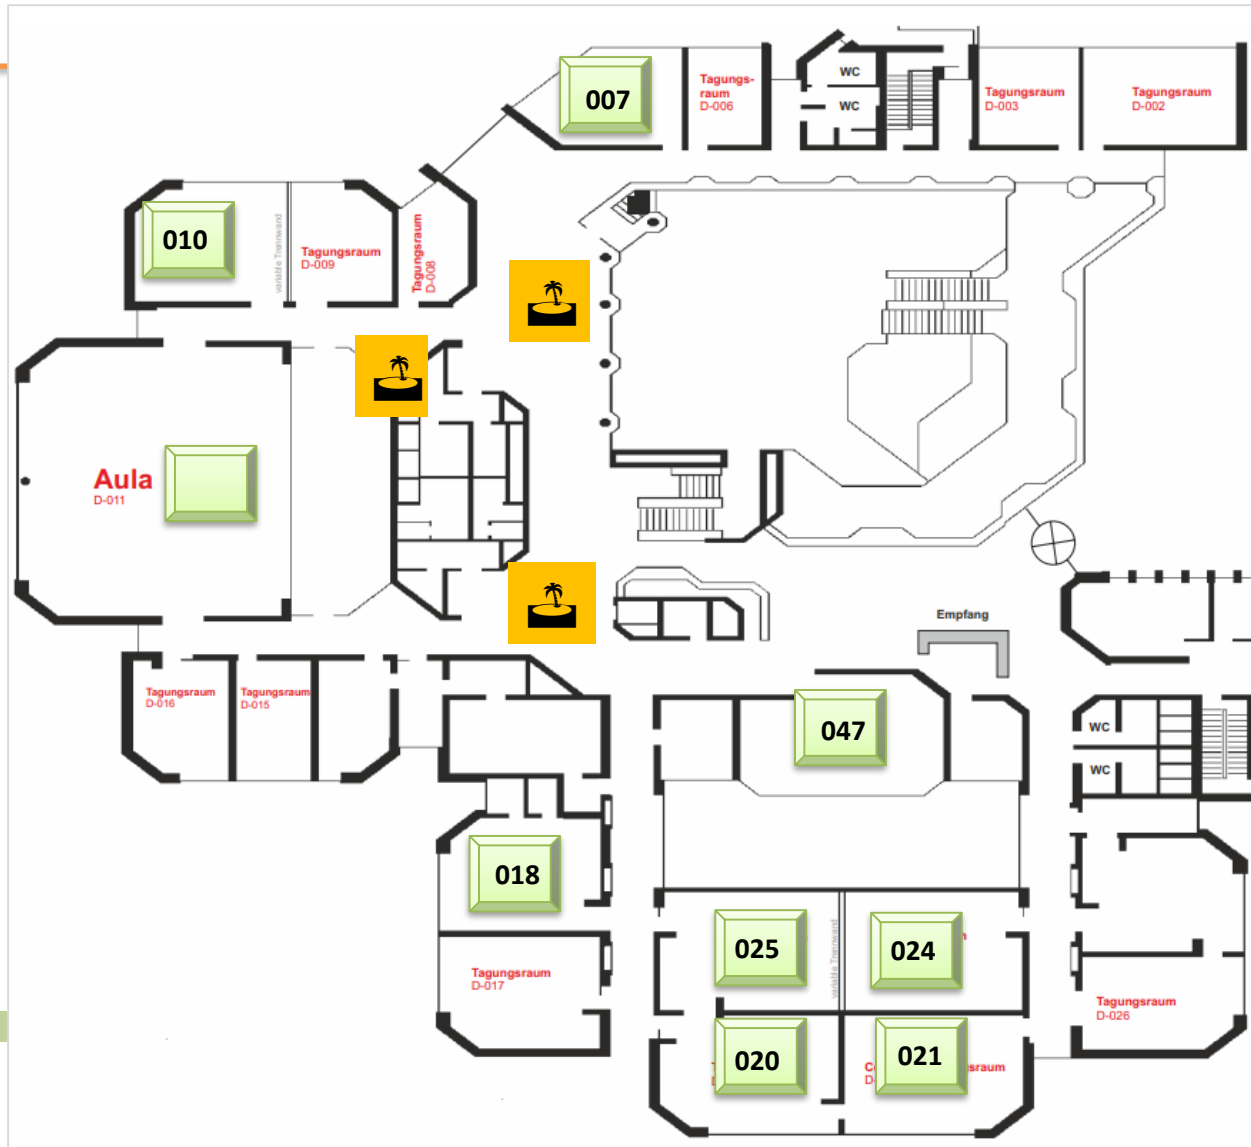 007
Tagungs-
raum
D-006
WC
WC
Tagungsraum
D-003
Tagungsraum
D-002
010
variable Trennwand
Tagungsraum
D-009
Tagungsraum
D-008
Aula
D-011
Empfang
Tagungsraum
D-016
Tagungsraum
D-015
047
WC
WC
018
025
variable Trennwand
024
Tagungsraum
D-017
Tagungsraum
D-026
020
021